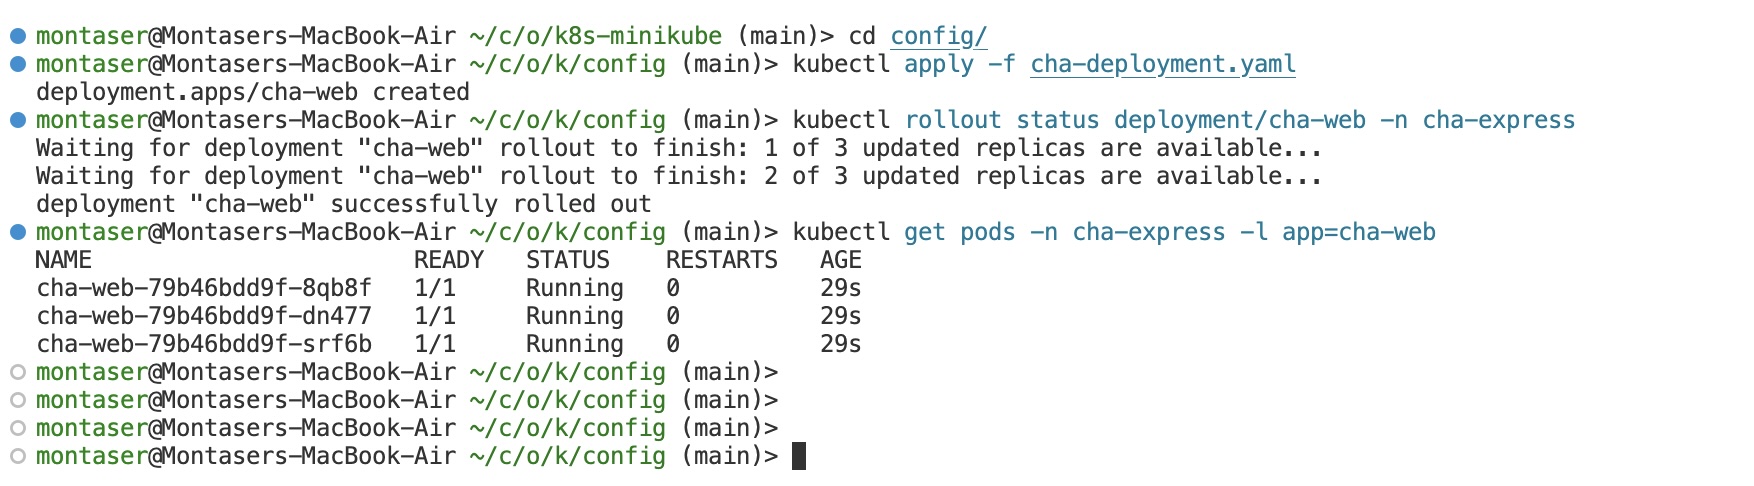 montaser@Montasers-MacBook-Air ~/c/o/k8s-minikube (main)> cd config/
montaser@Montasers-MacBook-Air ~/c/o/k/config (main)> kubectl apply -f cha-deployment.yaml
deployment.apps/cha-web created
montaser@Montasers-MacBook-Air ~/c/o/k/config (main)> kubectl rollout status deployment/cha-web -n cha-express
Waiting for deployment "cha-web" rollout to finish: 1 of 3 updated replicas are available...
Waiting for deployment "cha-web" rollout to finish: 2 of 3 updated replicas are available...
deployment "cha-web" successfully rolled out
montaser@Montasers-MacBook-Air ~/c/o/k/config (main)> kubectl get pods -n cha-express -l app=cha-web
NAME                       READY   STATUS    RESTARTS   AGE
cha-web-79b46bdd9f-8qb8f   1/1     Running   0          29s
cha-web-79b46bdd9f-dn477   1/1     Running   0          29s
cha-web-79b46bdd9f-srf6b   1/1     Running   0          29s
montaser@Montasers-MacBook-Air ~/c/o/k/config (main)>
montaser@Montasers-MacBook-Air ~/c/o/k/config (main)>
montaser@Montasers-MacBook-Air ~/c/o/k/config (main)>
montaser@Montasers-MacBook-Air ~/c/o/k/config (main)>